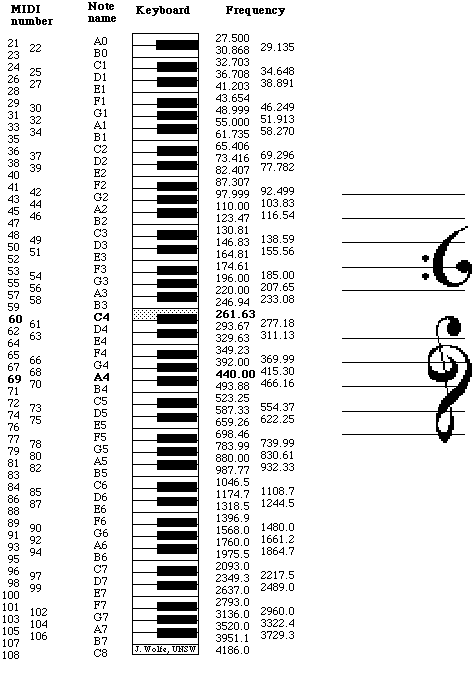 MIDI Note Keyboard Frequency
number name
21 A0 27.500
22 29.135
23 B0 30.868
24 C1 32.703
25 34.648
26 D1 36.708
27 38.891
28 E1 41.203
29 F1 43.654
30 46.249
31 G1 48.999
32 51.913
33 A1 55.000
34 58.270
35 B1 61.735
36 C2 65.406
37 69.296
38 D2 73.416
39 77.782
40 E2 82.407
41 F2 87.307
42 92.499
43 G2 97.999
44 103.83
45 A2 110.00
46 116.54
47 B2 123.47
48 C3 130.81
49 138.59
50 D3 146.83
51 155.56
52 E3 164.81
53 F3 174.61
54 185.00
55 G3 196.00
56 207.65
57 A3 220.00
58 233.08
59 B3 246.94
60 C4 261.63
61 277.18
62 D4 293.67
63 311.13
64 E4 329.63
65 F4 349.23
66 369.99
67 G4 392.00
68 415.30
69 A4 440.00
70 466.16
71 B4 493.88
72 C5 523.25
73 554.37
74 D5 587.33
75 622.25
76 E5 659.26
77 F5 698.46
78 739.99
79 G5 783.99
80 830.61
81 A5 880.00
82 932.33
83 B5 987.77
84 C6 1046.5
85 1108.7
86 D6 1174.7
87 1244.5
88 E6 1318.5
89 F6 1396.9
90 1480.0
91 G6 1568.0
92 1661.2
93 A6 1760.0
94 1864.7
95 B6 1975.5
96 C7 2093.0
97 2217.5
98 D7 2349.3
99 2489.0
100 E7 2637.0
101 F7 2793.0
102 2960.0
103 G7 3136.0
104 3322.4
105 A7 3520.0
106 3729.3
107 B7 3951.1
108 C8 J. Wolfe, UNSW 4186.0